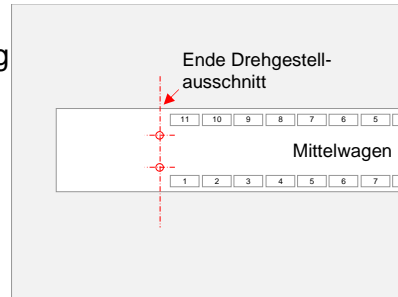 g
Ende Drehgestell-
ausschnitt
11 10 9 8 7 6 5
Mittelwagen
1 2 3 4 5 6 7